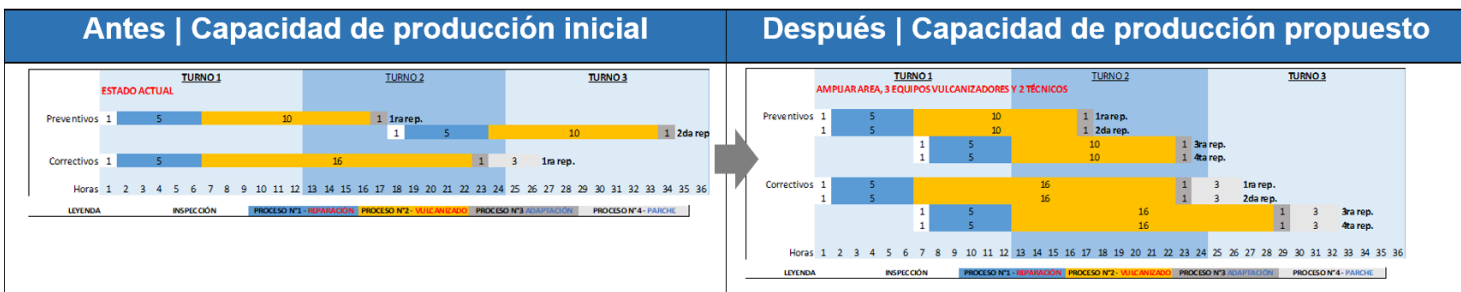 Antes | Capacidad de producción inicial
TURNO 1 TURNO 2 TURNO 3
ESTADO ACTUAL
Preventivos 1 5 10 1 1ra rep.
1 5 10 1 2da rep
Correctivos 1 5 16 1 3 1ra rep.
Horas 1 2 3 4 5 6 7 8 9 10 11 12 13 14 15 16 17 18 19 20 21 22 23 24 25 26 27 28 29 30 31 32 33 34 35 36
LEYENDA INSPECCIÓN PROCESO N°1 - REPARACIÓN PROCESO N°2 - VULCANIZADO PROCESO N°3 ADAPTACIÓN PROCESO N°4 - PARCHE
Después | Capacidad de producción propuesto
TURNO 1 TURNO 2 TURNO 3
AMPLIAR AREA, 3 EQUIPOS VULCANIZADORES Y 2 TÉCNICOS
Preventivos 1 5 10 1 1ra rep.
1 5 10 1 2da rep.
1 5 10 1 3ra rep.
1 5 10 1 4ta rep.
Correctivos 1 5 16 1 3 1ra rep.
1 5 16 1 3 2da rep.
1 5 16 1 3 3ra rep.
1 5 16 1 3 4ta rep.
Horas 1 2 3 4 5 6 7 8 9 10 11 12 13 14 15 16 17 18 19 20 21 22 23 24 25 26 27 28 29 30 31 32 33 34 35 36
LEYENDA INSPECCIÓN PROCESO N°1 - REPARACIÓN PROCESO N°2 - VULCANIZADO PROCESO N°3 ADAPTACIÓN PROCESO N°4 - PARCHE